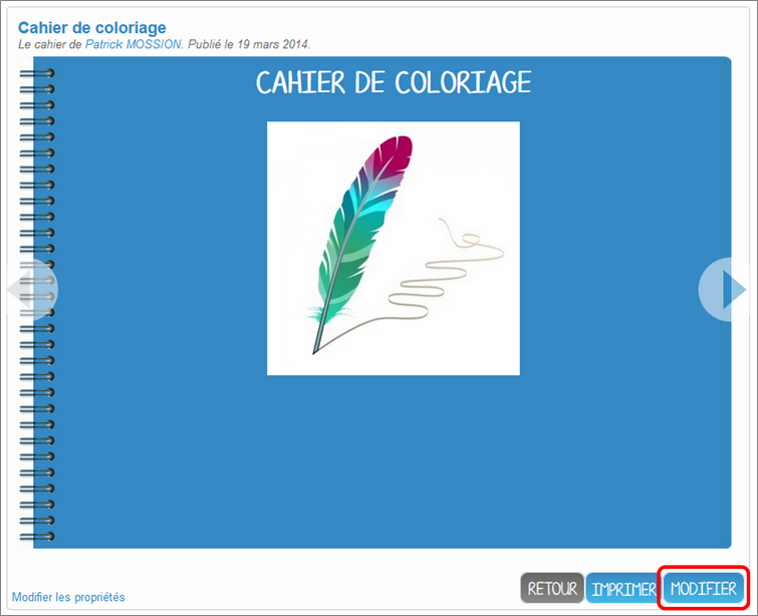 Cahier de coloriage
Le cahier de Patrick MOSSION. Publié le 19 mars 2014.
CAHIER DE COLORIAGE
RETOUR IMPRIMER MODIFIER
Modifier les propriétés